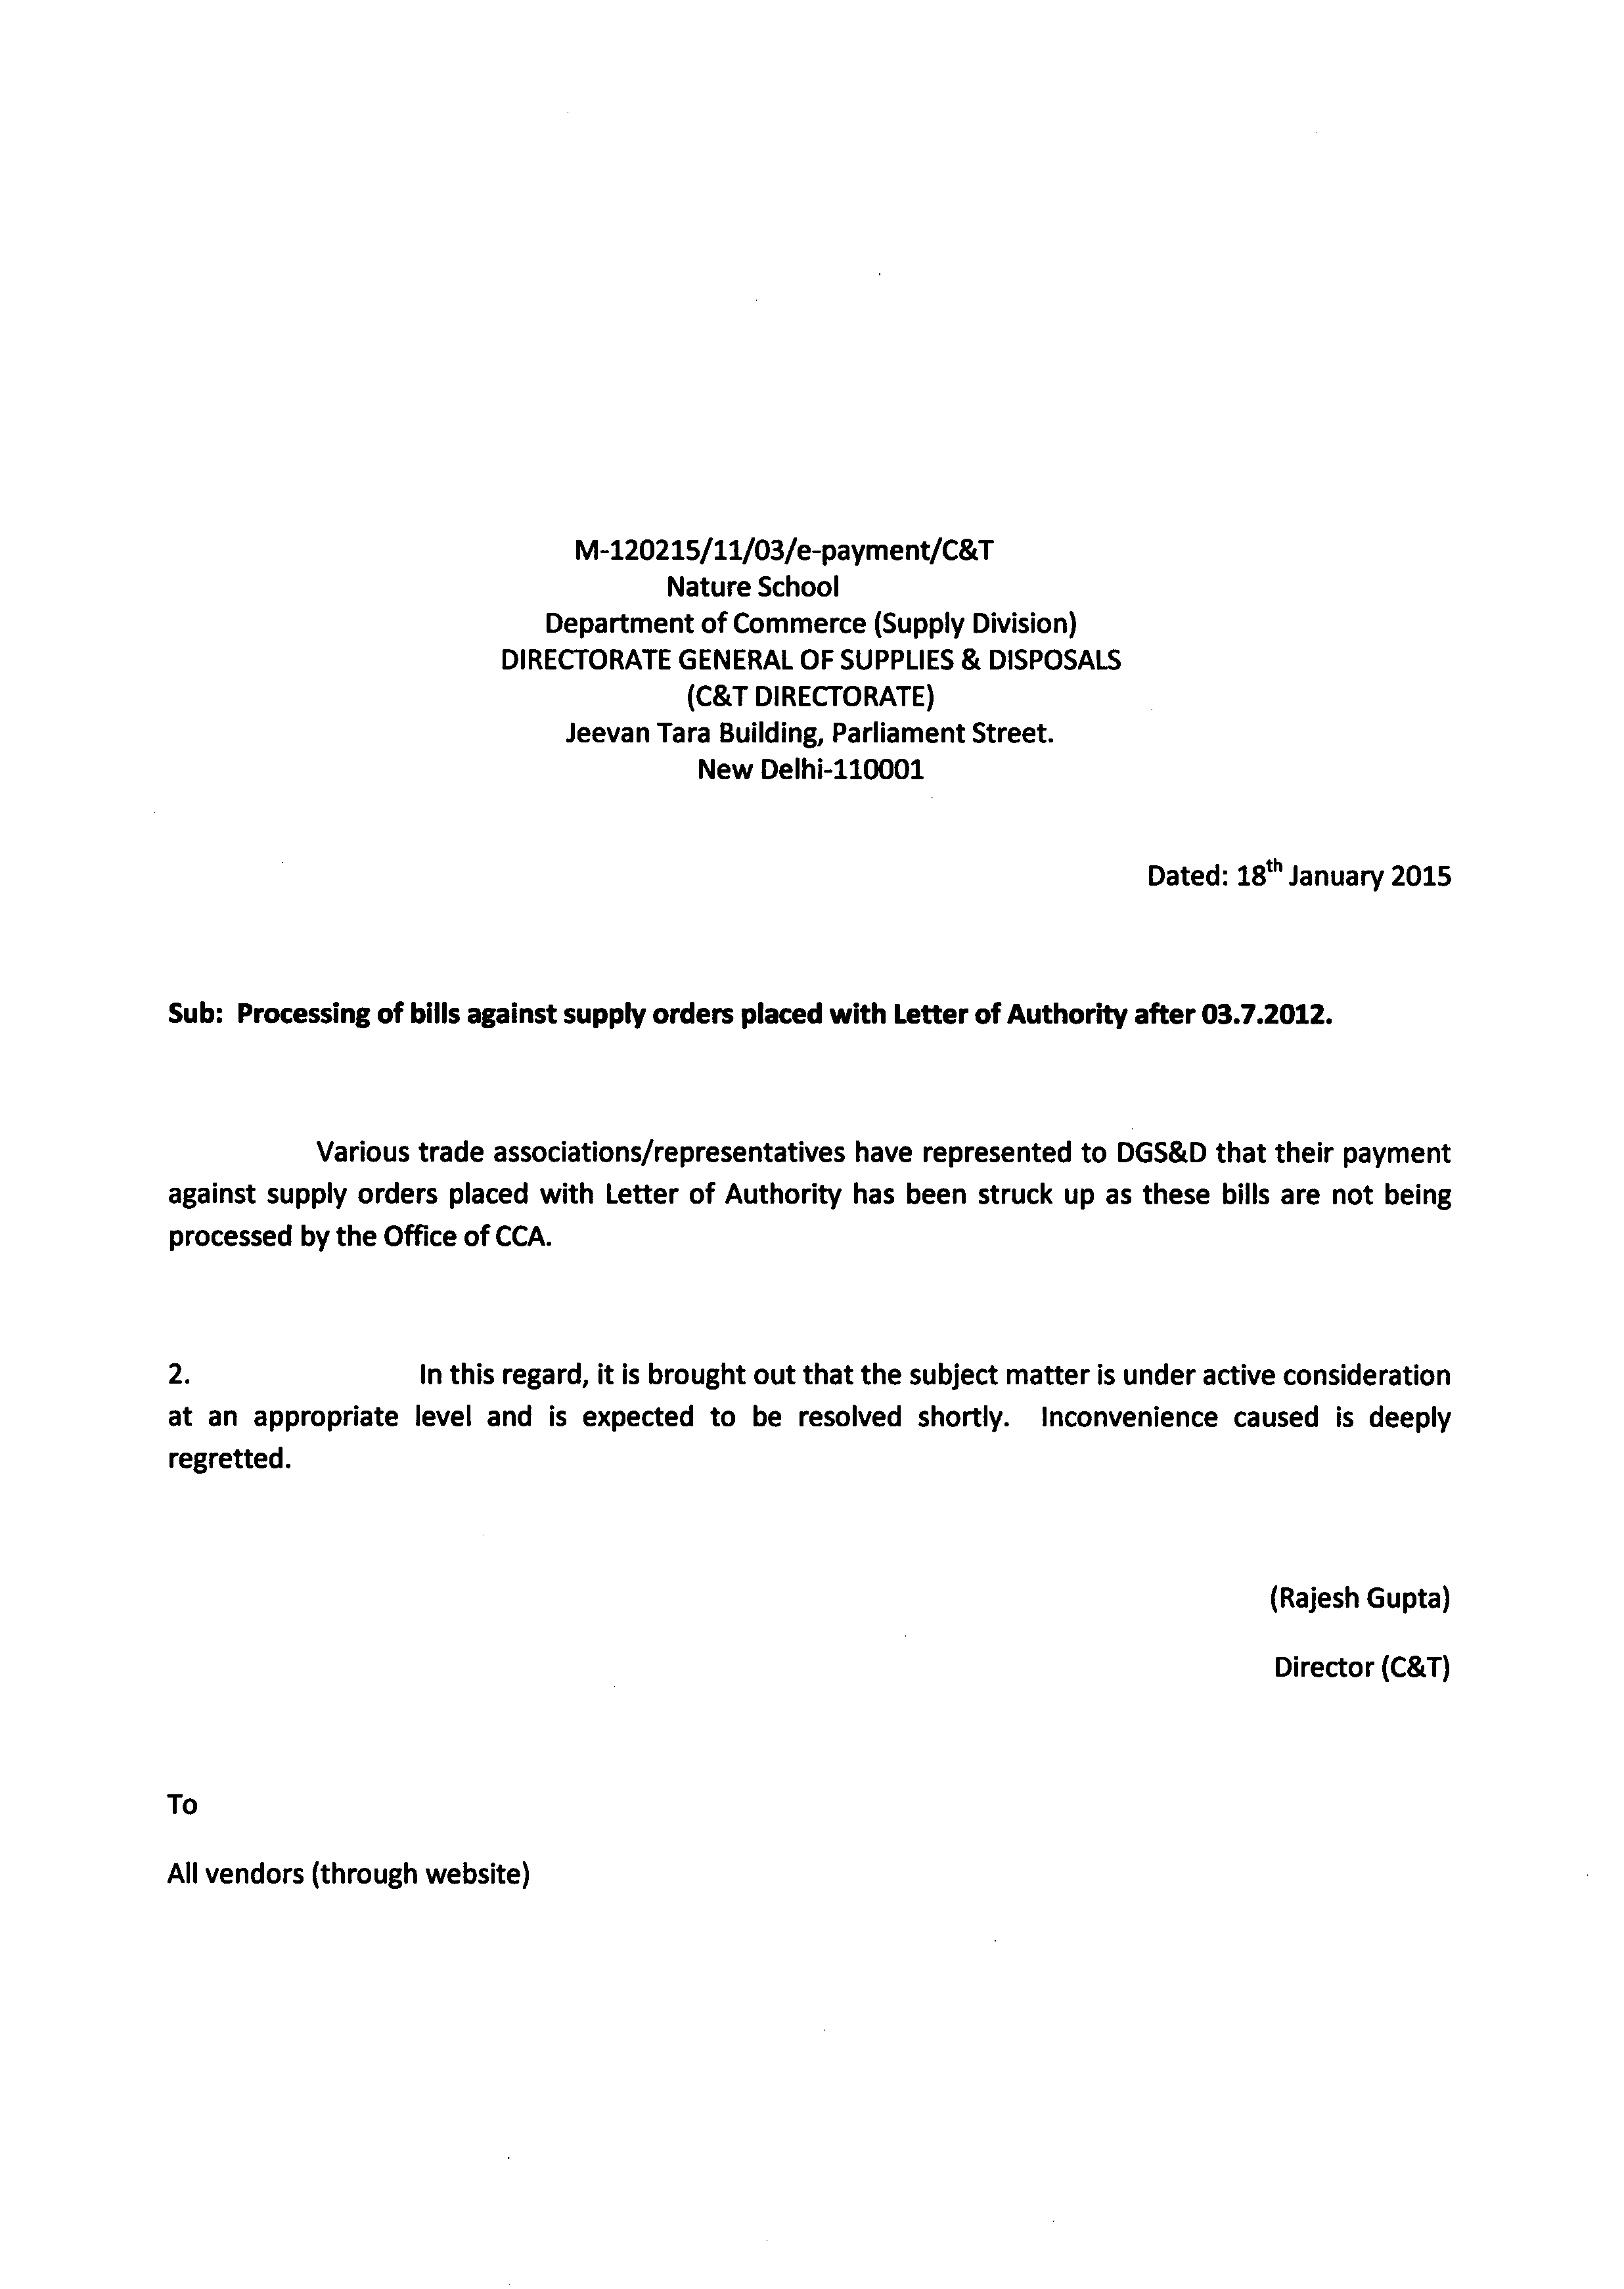 M-120215/11/03/e-payment/C&T
Nature School
Department of Commerce (Supply Division)
DIRECTORATE GENERAL OF SUPPLIES & DISPOSALS
(C&T DIRECTORATE)
Jeevan Tara Building, Parliament Street.
New Delhi-110001
Dated: 18th January 2015
Sub: Processing of bills against supply orders placed with Letter of Authority after 03.7.2012.
Various trade associations/representatives have represented to DGS&D that their payment
against supply orders placed with Letter of Authority has been struck up as these bills are not being
processed by the Office of CCA.
2. In this regard, it is brought out that the subject matter is under active consideration
at an appropriate level and is expected to be resolved shortly. Inconvenience caused is deeply
regretted.
(Rajesh Gupta)
Director (C&T)
To
All vendors (through website)